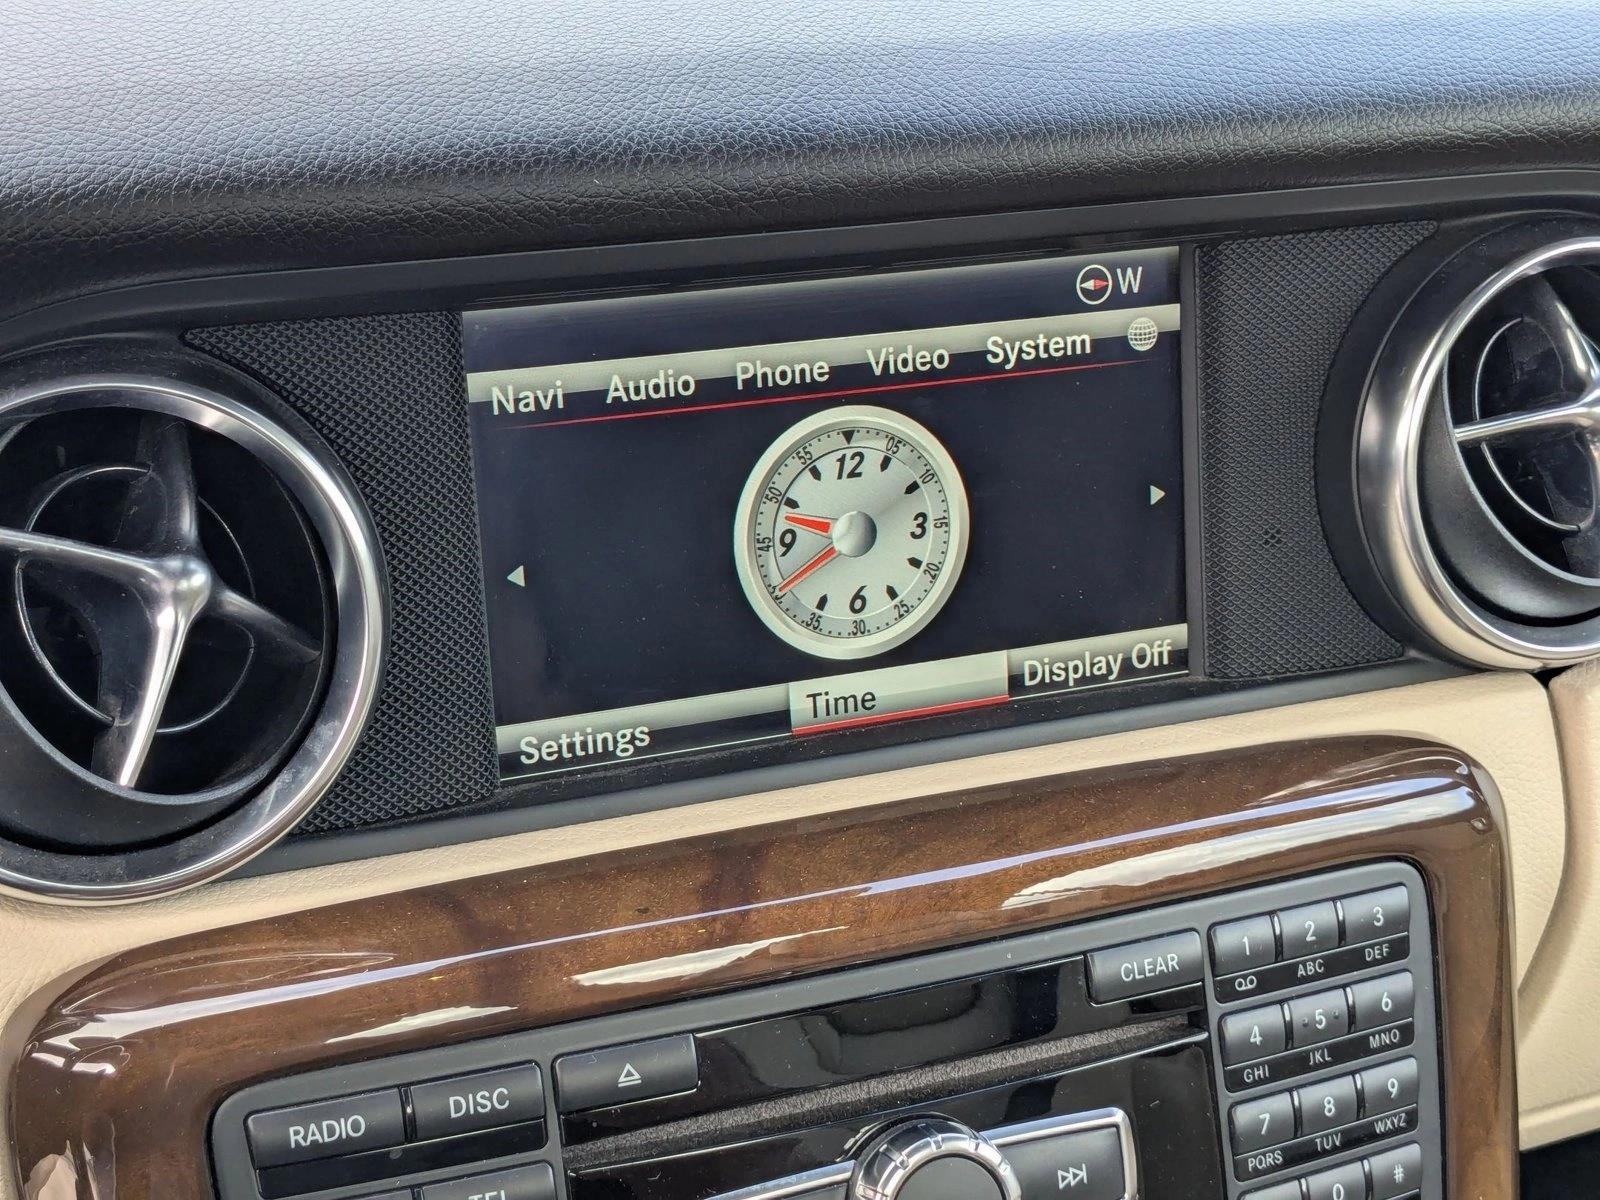 W
Navi Audio Phone Video System
12
3
6
9
05
10
15
20
25
30
35
45
50
55
Settings Time Display Off
CLEAR
1 2 3
ABC DEF
4 5 6
GHI JKL MNO
7 8 9
PQRS TUV WXYZ
0 #
RADIO DISC
TEL